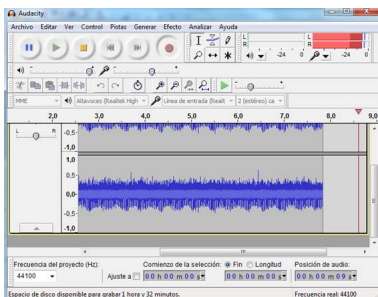 Audacity
Archivo Editar Ver Control Pistas Generar Efecto Analizar Ayuda
L R -24 0 L R -24 0
MME Altavoces (Realtek High Línea de entrada (Realt 2 (estéreo) ca
2,0 3,0 4,0 5,0 6,0 7,0 8,0 9,0
L R
-0,5
-1,0
1,0
0,5
0,0
-0,5
-1,0
Frecuencia del proyecto (Hz): Comienzo de la selección: Fin Longitud Posición de audio:
44100 Ajuste a 00 h 00 m 00 s 00 h 00 m 00 s 00 h 00 m 09 s
Espacio de disco disponible para grabar 1 hora y 32 minutos. Frecuencia real: 44100